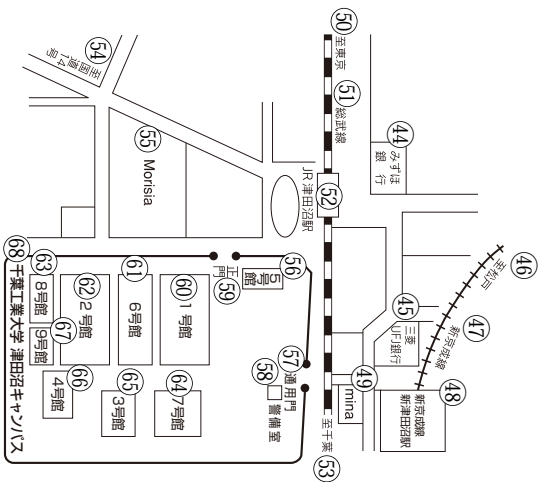 ㊿ 至東京
51 総武線
㊹ みずほ
銀行
㊻ 至松戸
㊼ 新京成線
㊺ 三菱
UFJ銀行
㊽ 新京成線
新津田沼駅
㊾ mina
52 JR津田沼駅
53 至千葉
54 至国道14号
55 Morisia
56 5号
館
59 正門
57 通用門
58 警備室
60 1号館
61 6号館
62 2号館
63 8号館
67 9号館
64 7号館
65 3号館
66 4号館
68 千葉工業大学 津田沼キャンパス